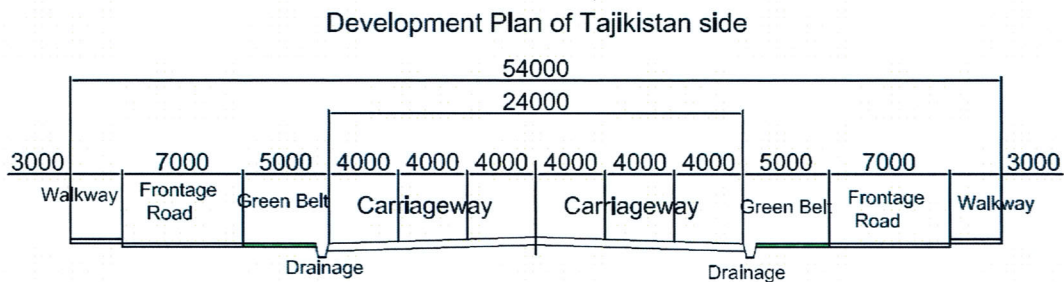 Development Plan of Tajikistan side
54000
24000
3000 7000 5000 4000 4000 4000 4000 4000 4000 5000 7000 3000
Walkway Frontage Road Green Belt Carriageway Carriageway Green Belt Frontage Road Walkway
Drainage Drainage